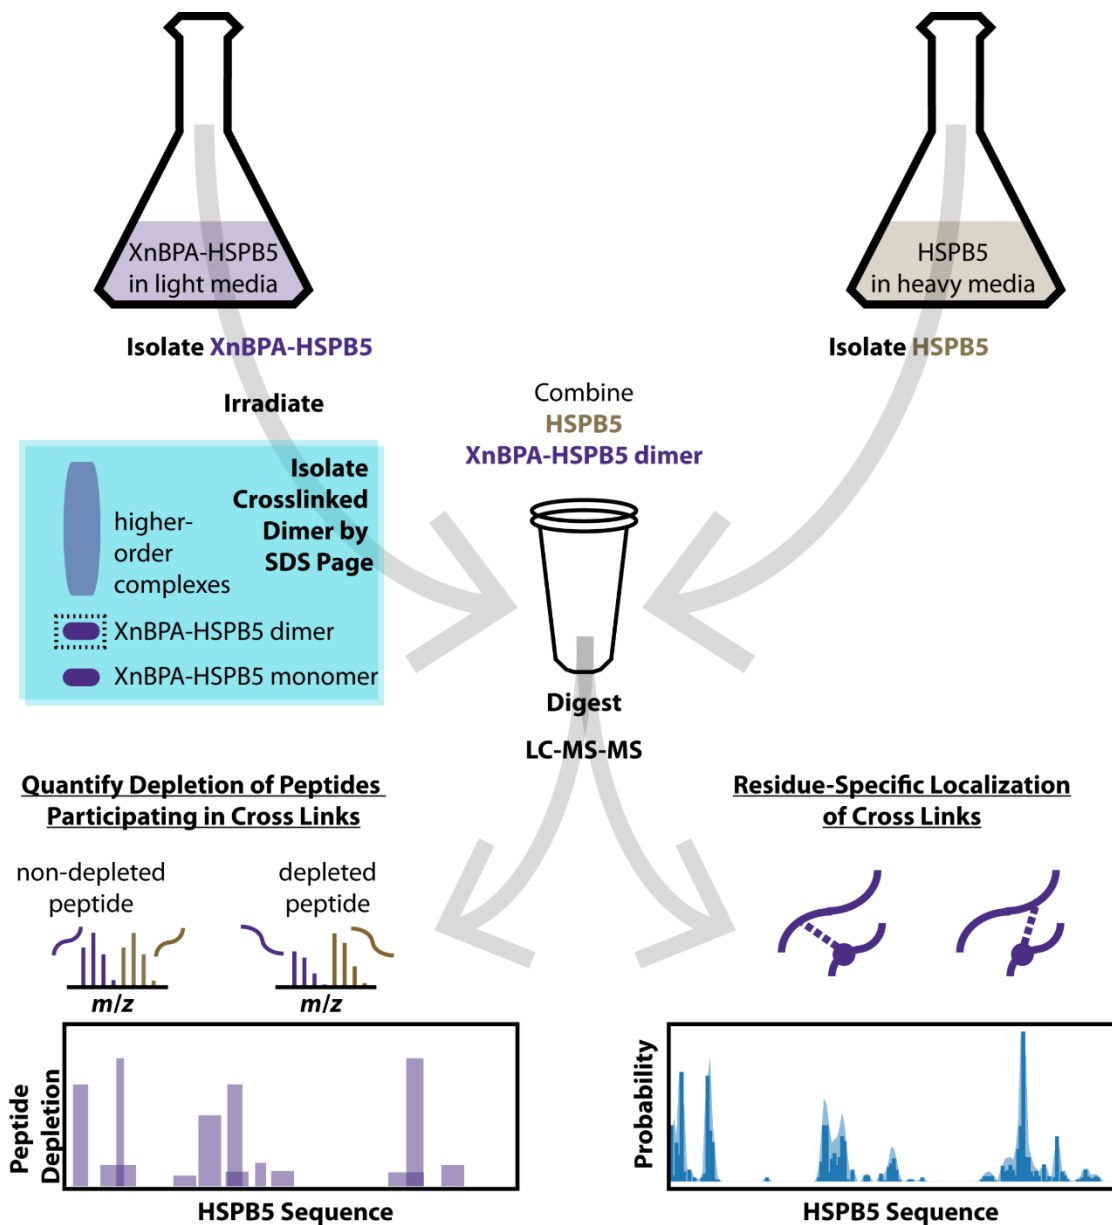 XnBPA-HSPB5
in light media
HSPB5
in heavy media
Isolate XnBPA-HSPB5
Isolate HSPB5
Irradiate
Combine
HSPB5
XnBPA-HSPB5 dimer
Isolate
Crosslinked
Dimer by
SDS Page
higher-
order
complexes
XnBPA-HSPB5 dimer
XnBPA-HSPB5 monomer
Digest
LC-MS-MS
Quantify Depletion of Peptides
Participating in Cross Links
Residue-Specific Localization
of Cross Links
non-depleted
peptide
depleted
peptide
m/z
m/z
Peptide
Depletion
HSPB5 Sequence
Probability
HSPB5 Sequence